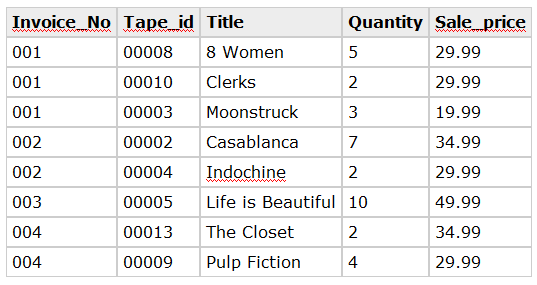 Invoice_No Tape_id Title Quantity Sale_price
001 00008 8 Women 5 29.99
001 00010 Clerks 2 29.99
001 00003 Moonstruck 3 19.99
002 00002 Casablanca 7 34.99
002 00004 Indochine 2 29.99
003 00005 Life is Beautiful 10 49.99
004 00013 The Closet 2 34.99
004 00009 Pulp Fiction 4 29.99